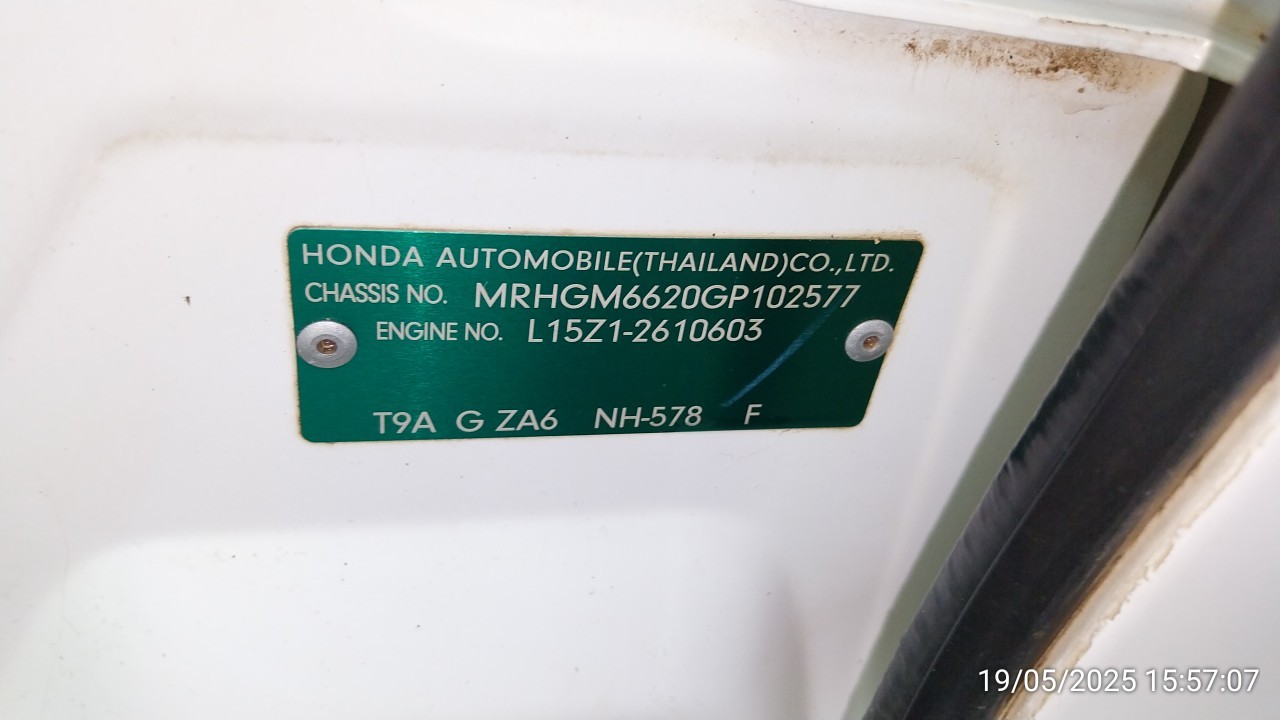 HONDA AUTOMOBILE(THAILAND)CO.,LTD.
CHASSIS NO. MRHGM6620GP102577
ENGINE NO. L15Z1-2610603
T9A G ZA6 NH-578 F
19/05/2025 15:57:07